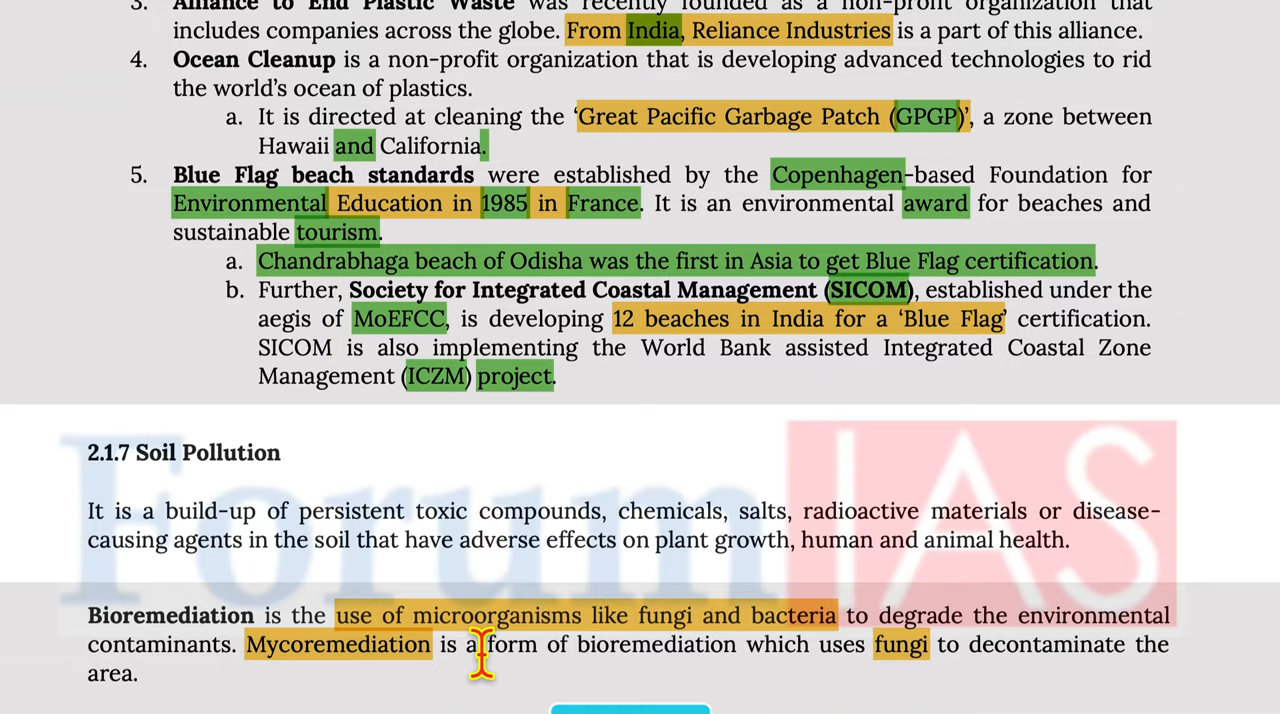 3. Alliance to End Plastic Waste was recently founded as a non-profit organization that
includes companies across the globe. From India, Reliance Industries is a part of this alliance.
4. Ocean Cleanup is a non-profit organization that is developing advanced technologies to rid
the world's ocean of plastics.
a. It is directed at cleaning the ‘Great Pacific Garbage Patch (GPGP)’, a zone between
Hawaii and California.
5. Blue Flag beach standards were established by the Copenhagen-based Foundation for
Environmental Education in 1985 in France. It is an environmental award for beaches and
sustainable tourism.
a. Chandrabhaga beach of Odisha was the first in Asia to get Blue Flag certification.
b. Further, Society for Integrated Coastal Management (SICOM), established under the
aegis of MoEFCC, is developing 12 beaches in India for a ‘Blue Flag’ certification.
SICOM is also implementing the World Bank assisted Integrated Coastal Zone
Management (ICZM) project.
2.1.7 Soil Pollution
It is a build-up of persistent toxic compounds, chemicals, salts, radioactive materials or disease-
causing agents in the soil that have adverse effects on plant growth, human and animal health.
Forum IAS
Bioremediation is the use of microorganisms like fungi and bacteria to degrade the environmental
contaminants. Mycoremediation is a form of bioremediation which uses fungi to decontaminate the
area.